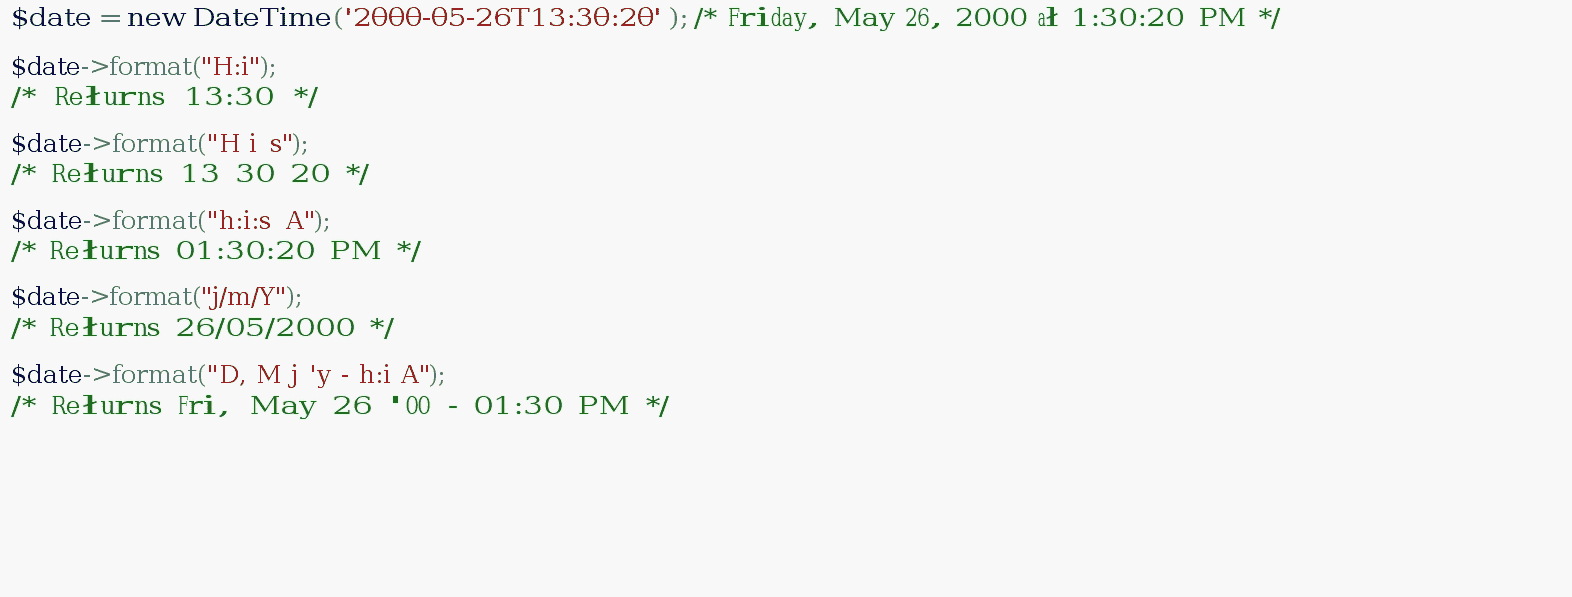 $date = new DateTime('2000-05-26T13:30:20' ); /* Friday, May 26, 2000 at 1:30:20 PM */
$date->format("H:i");
/* Returns 13:30 */
$date->format("H i s");
/* Returns 13 30 20 */
$date->format("h:i:s A");
/* Returns 01:30:20 PM */
$date->format("j/m/Y");
/* Returns 26/05/2000 */
$date->format("D, M j 'y - h:i A");
/* Returns Fri, May 26 '00 - 01:30 PM */